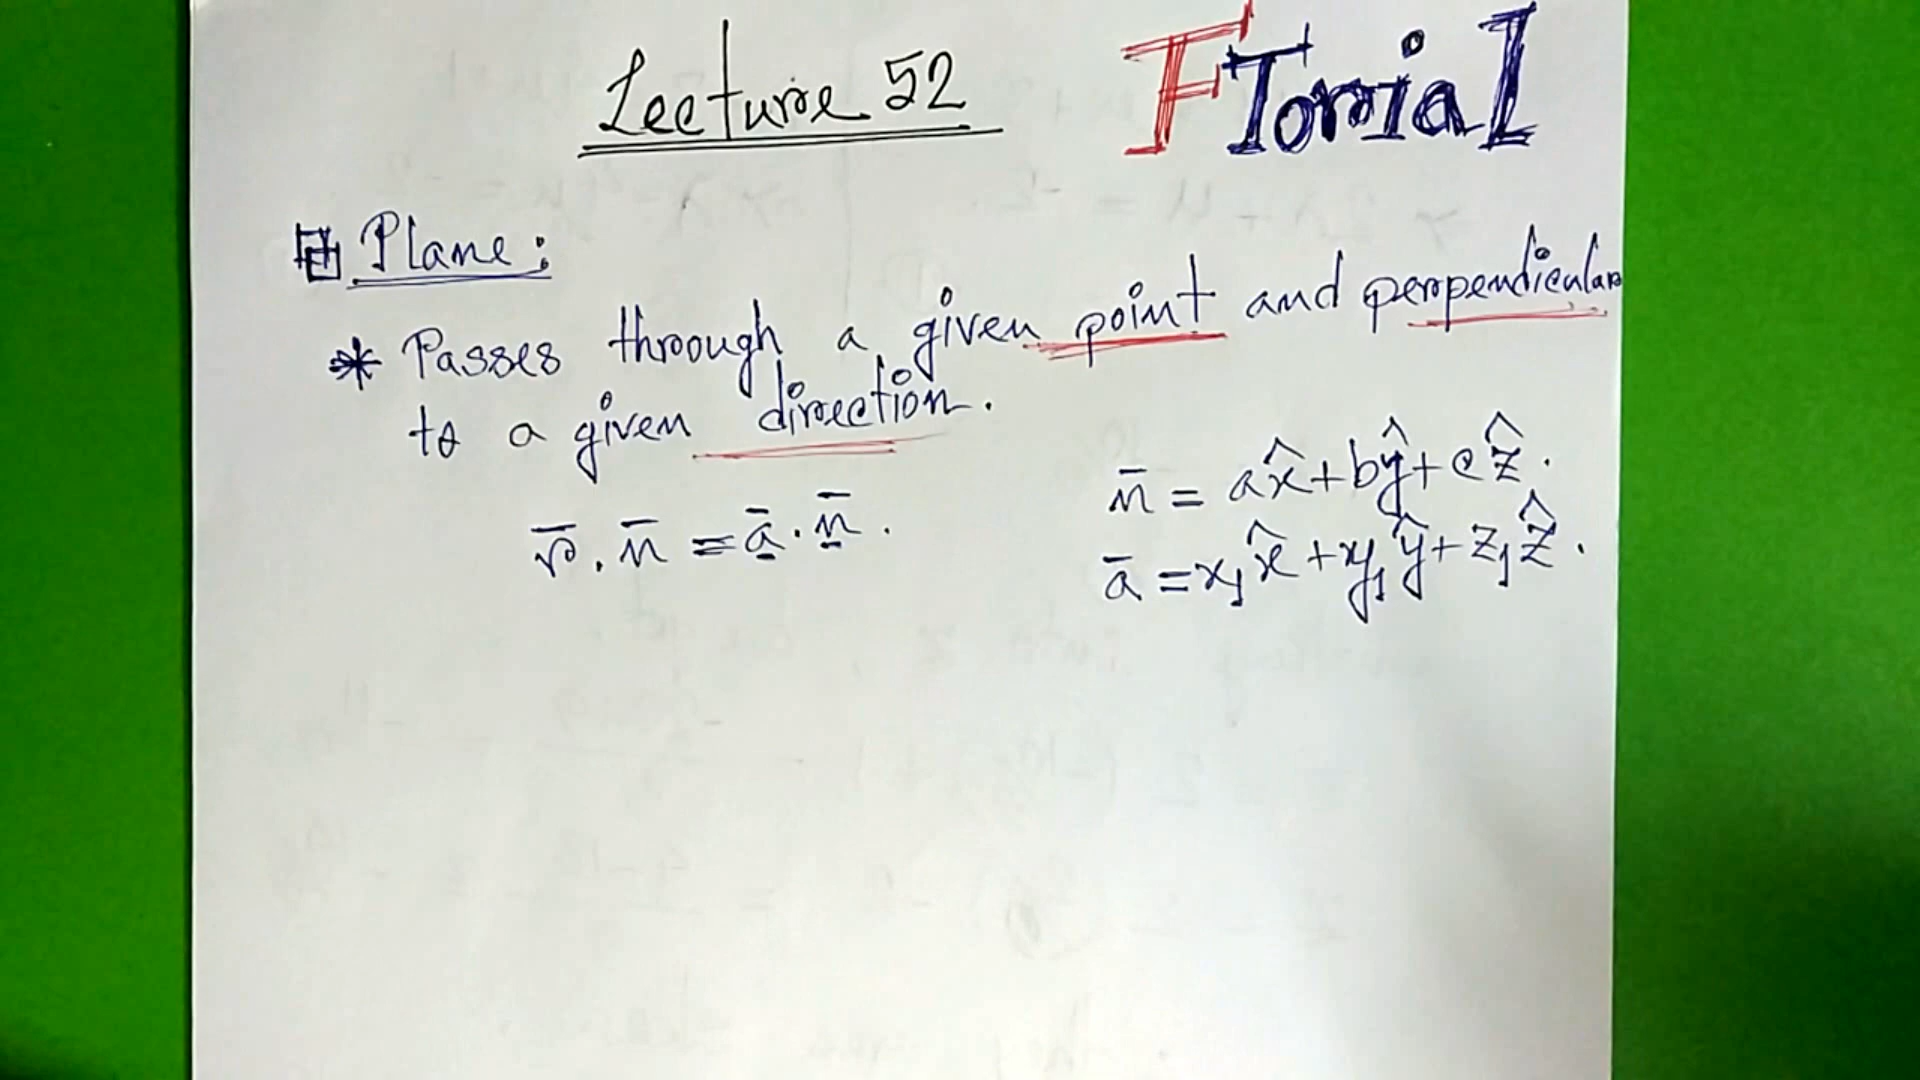 Lecture 52
FTorial
Plane:
* Passes through a given point and perpendicular
to a given direction.
r̄ . n̄ = ā . n̄ .
n̄ = ax̂ + bŷ + cẑ .
ā = x₁x̂ + y₁ŷ + z₁ẑ .